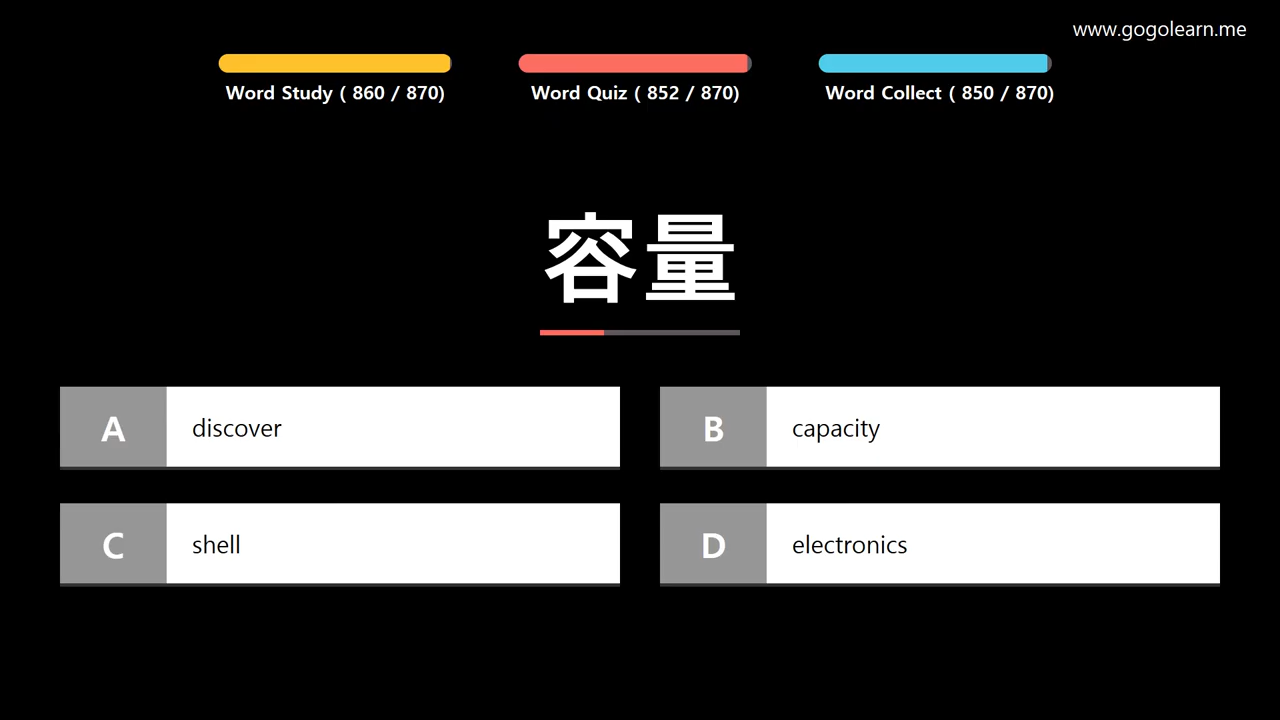 www.gogolearn.me
Word Study ( 860 / 870)
Word Quiz ( 852 / 870)
Word Collect ( 850 / 870)
容量
A discover
B capacity
C shell
D electronics